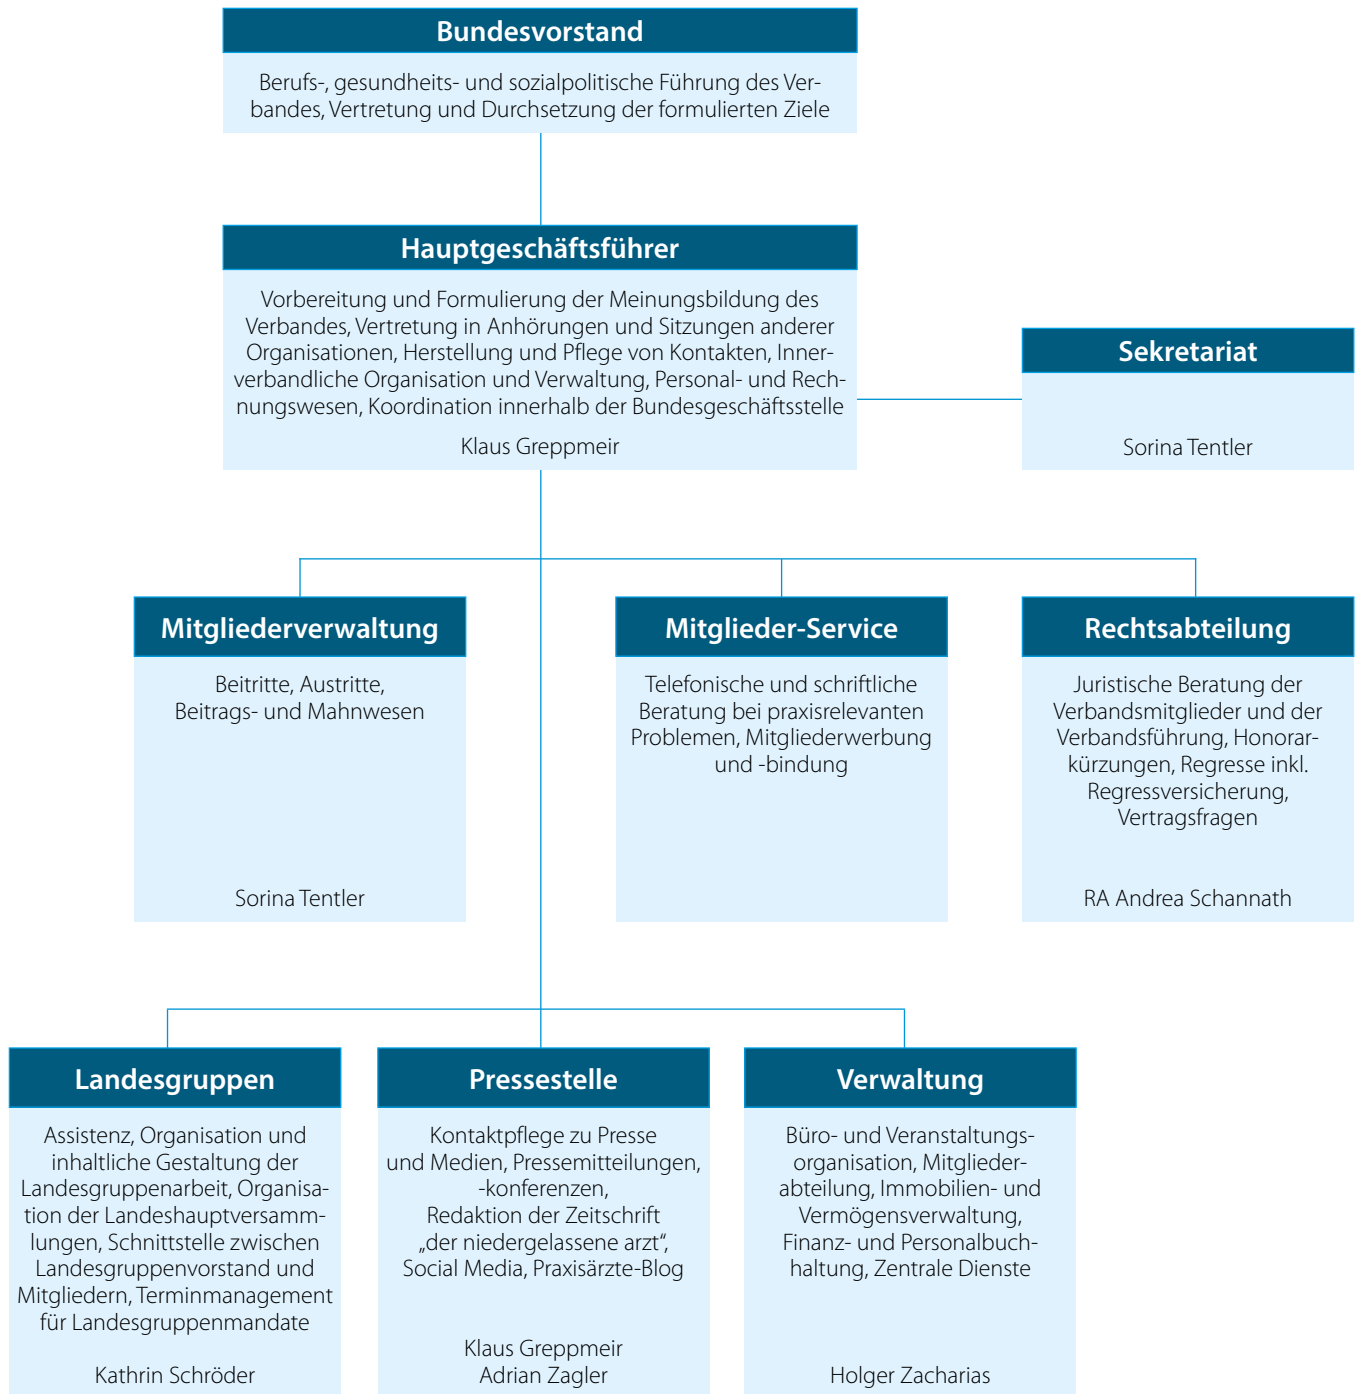 Bundesvorstand
Berufs-, gesundheits- und sozialpolitische Führung des Ver-
bandes, Vertretung und Durchsetzung der formulierten Ziele
Hauptgeschäftsführer
Vorbereitung und Formulierung der Meinungsbildung des
Verbandes, Vertretung in Anhörungen und Sitzungen anderer
Organisationen, Herstellung und Pflege von Kontakten, Inner-
verbandliche Organisation und Verwaltung, Personal- und Rech-
nungswesen, Koordination innerhalb der Bundesgeschäftsstelle
Klaus Greppmeir
Sekretariat
Sorina Tentler
Mitgliederverwaltung
Beitritte, Austritte,
Beitrags- und Mahnwesen
Sorina Tentler
Mitglieder-Service
Telefonische und schriftliche
Beratung bei praxisrelevanten
Problemen, Mitgliederwerbung
und -bindung
Rechtsabteilung
Juristische Beratung der
Verbandsmitglieder und der
Verbandsführung, Honorar-
kürzungen, Regresse inkl.
Regressversicherung,
Vertragsfragen
RA Andrea Schannath
Landesgruppen
Assistenz, Organisation und
inhaltliche Gestaltung der
Landesgruppenarbeit, Organisa-
tion der Landeshauptversamm-
lungen, Schnittstelle zwischen
Landesgruppenvorstand und
Mitgliedern, Terminmanagement
für Landesgruppenmandate
Kathrin Schröder
Pressestelle
Kontaktpflege zu Presse
und Medien, Pressemitteilungen,
-konferenzen,
Redaktion der Zeitschrift
„der niedergelassene arzt“,
Social Media, Praxisärzte-Blog
Klaus Greppmeir
Adrian Zagler
Verwaltung
Büro- und Veranstaltungs-
organisation, Mitglieder-
abteilung, Immobilien- und
Vermögensverwaltung,
Finanz- und Personalbuch-
haltung, Zentrale Dienste
Holger Zacharias